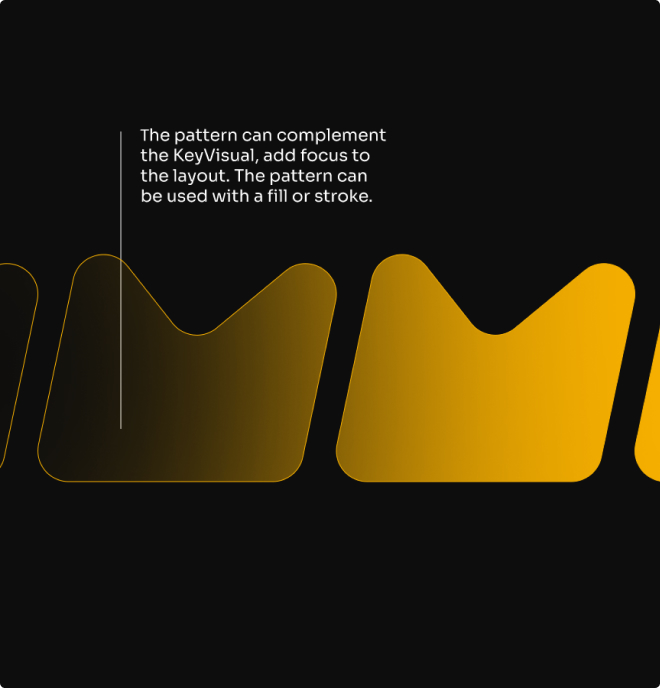 The pattern can complement
the KeyVisual, add focus to
the layout. The pattern can
be used with a fill or stroke.